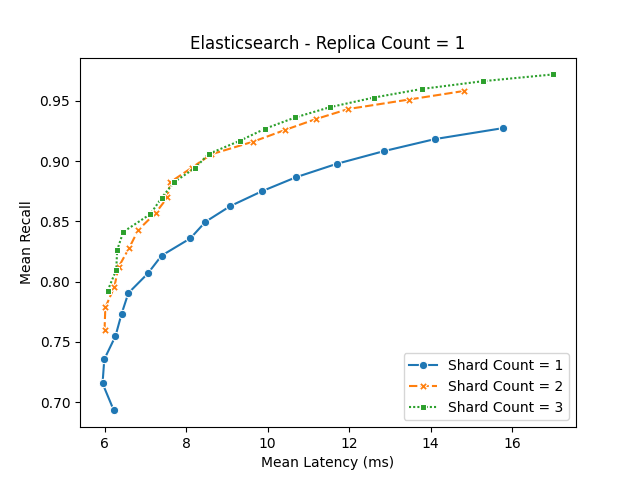 Elasticsearch - Replica Count = 1
0.95
0.90
0.85
0.80
0.75
0.70
Mean Recall
6 8 10 12 14 16
Mean Latency (ms)
Shard Count = 1
Shard Count = 2
Shard Count = 3